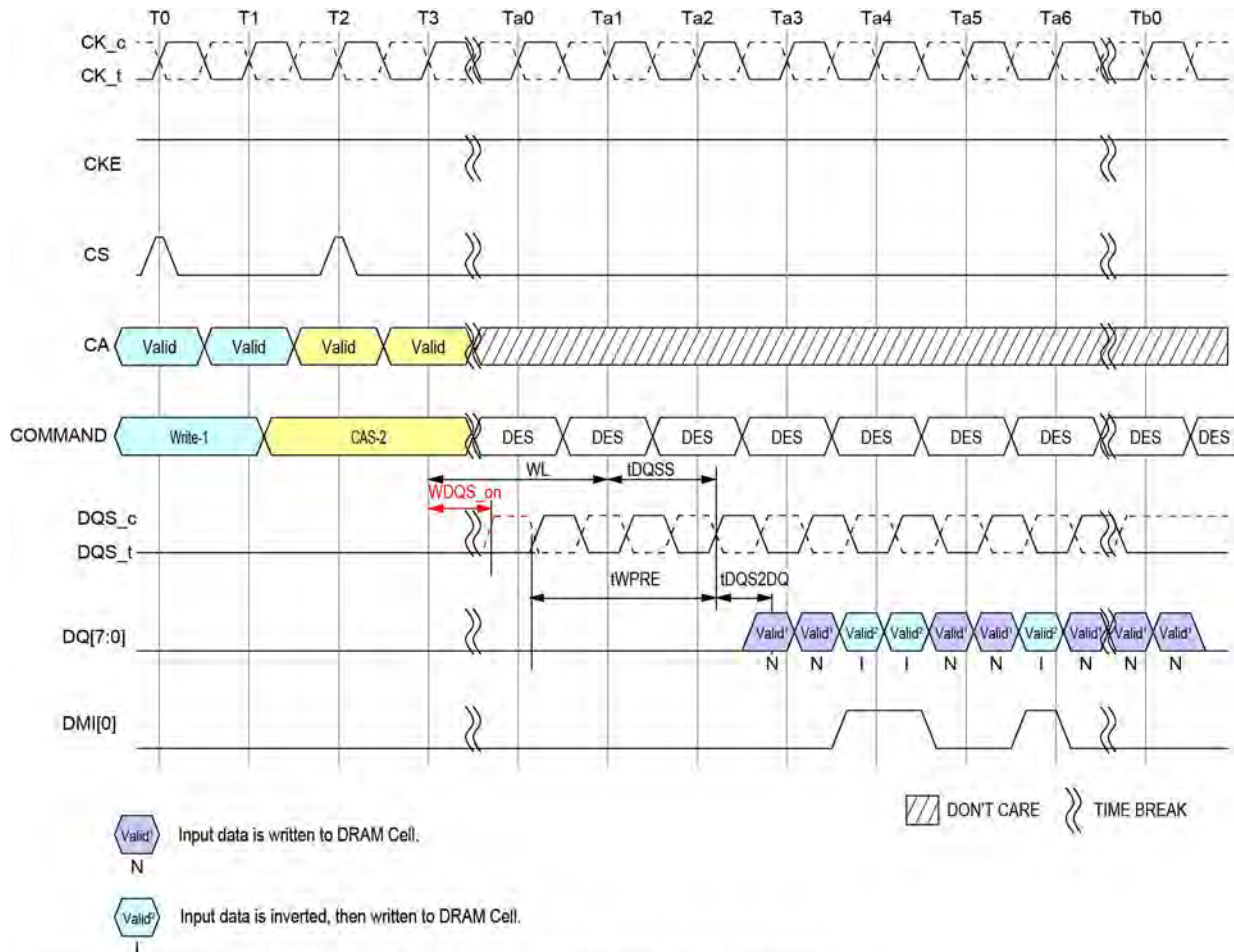 T0 T1 T2 T3 Ta0 Ta1 Ta2 Ta3 Ta4 Ta5 Ta6 Tb0
CK_c
CK_t
CKE
CS
CA Valid Valid Valid Valid
COMMAND Write-1 CAS-2 DES DES DES DES DES DES DES DES DES
WL tDQSS
WDQS_on
DQS_c
DQS_t
tWPRE tDQS2DQ
DQ[7:0] Valid¹ Valid¹ Valid² Valid² Valid¹ Valid¹ Valid² Valid¹ Valid¹ Valid¹
N N I I N N I N N N
DMI[0]
DON'T CARE TIME BREAK
Valid¹ Input data is written to DRAM Cell.
N
Valid² Input data is inverted, then written to DRAM Cell.
I